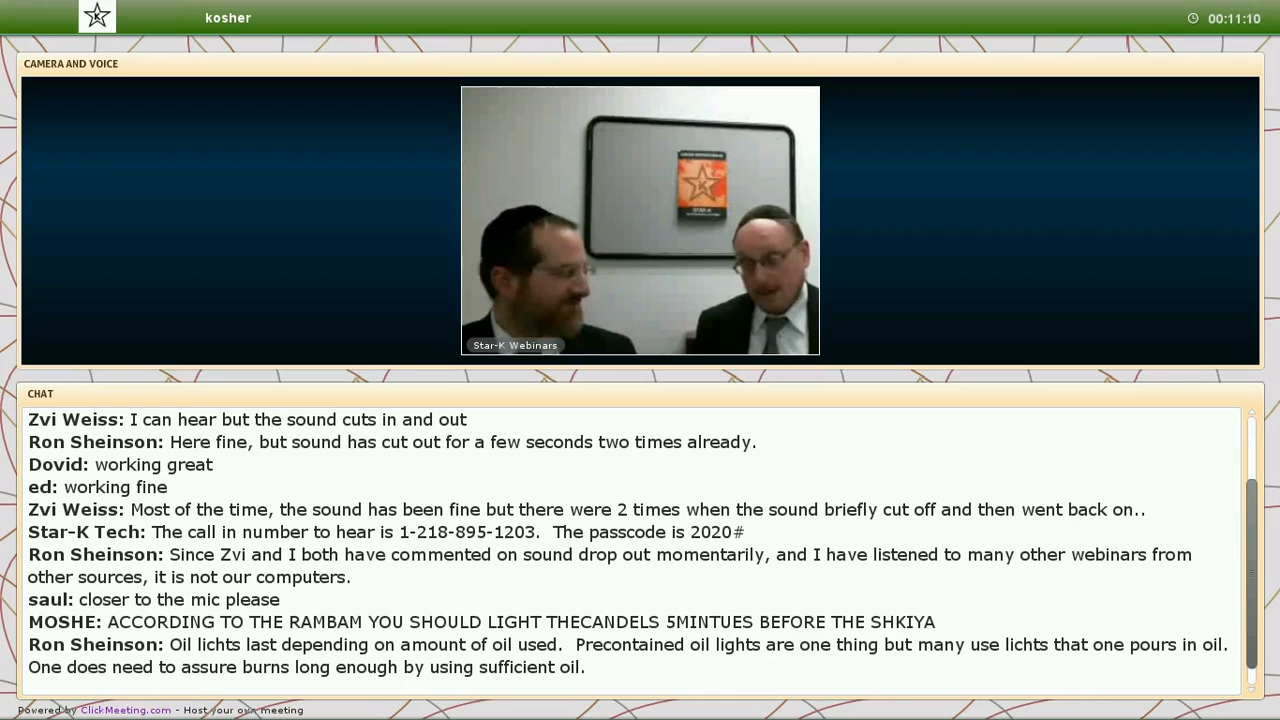 K
kosher
00:11:10
CAMERA AND VOICE
K
STAR-K
Star-K Webinars
CHAT
Zvi Weiss: I can hear but the sound cuts in and out
Ron Sheinson: Here fine, but sound has cut out for a few seconds two times already.
Dovid: working great
ed: working fine
Zvi Weiss: Most of the time, the sound has been fine but there were 2 times when the sound briefly cut off and then went back on..
Star-K Tech: The call in number to hear is 1-218-895-1203.  The passcode is 2020#
Ron Sheinson: Since Zvi and I both have commented on sound drop out momentarily, and I have listened to many other webinars from
other sources, it is not our computers.
saul: closer to the mic please
MOSHE: ACCORDING TO THE RAMBAM YOU SHOULD LIGHT THECANDELS 5MINTUES BEFORE THE SHKIYA
Ron Sheinson: Oil lichts last depending on amount of oil used.  Precontained oil lights are one thing but many use lichts that one pours in oil.
One does need to assure burns long enough by using sufficient oil.
Powered by ClickMeeting.com - Host your own meeting